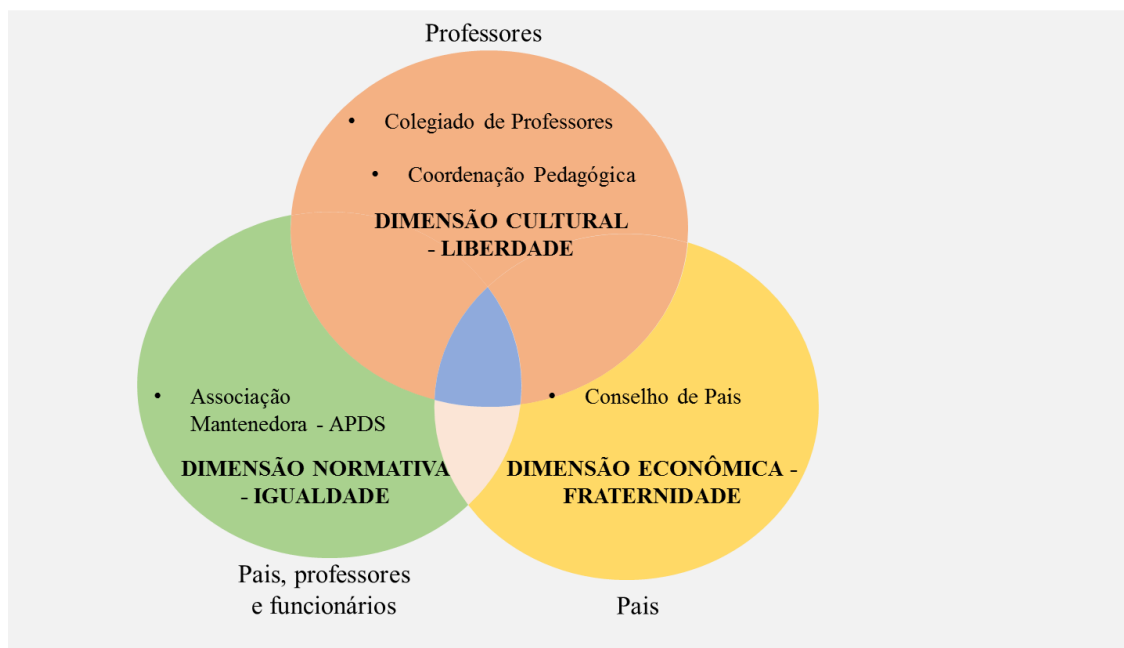 Professores
• Colegiado de Professores
• Coordenação Pedagógica
DIMENSÃO CULTURAL
- LIBERDADE
• Associação
Mantenedora - APDS
DIMENSÃO NORMATIVA
- IGUALDADE
• Conselho de Pais
DIMENSÃO ECONÔMICA -
FRATERNIDADE
Pais, professores
e funcionários
Pais